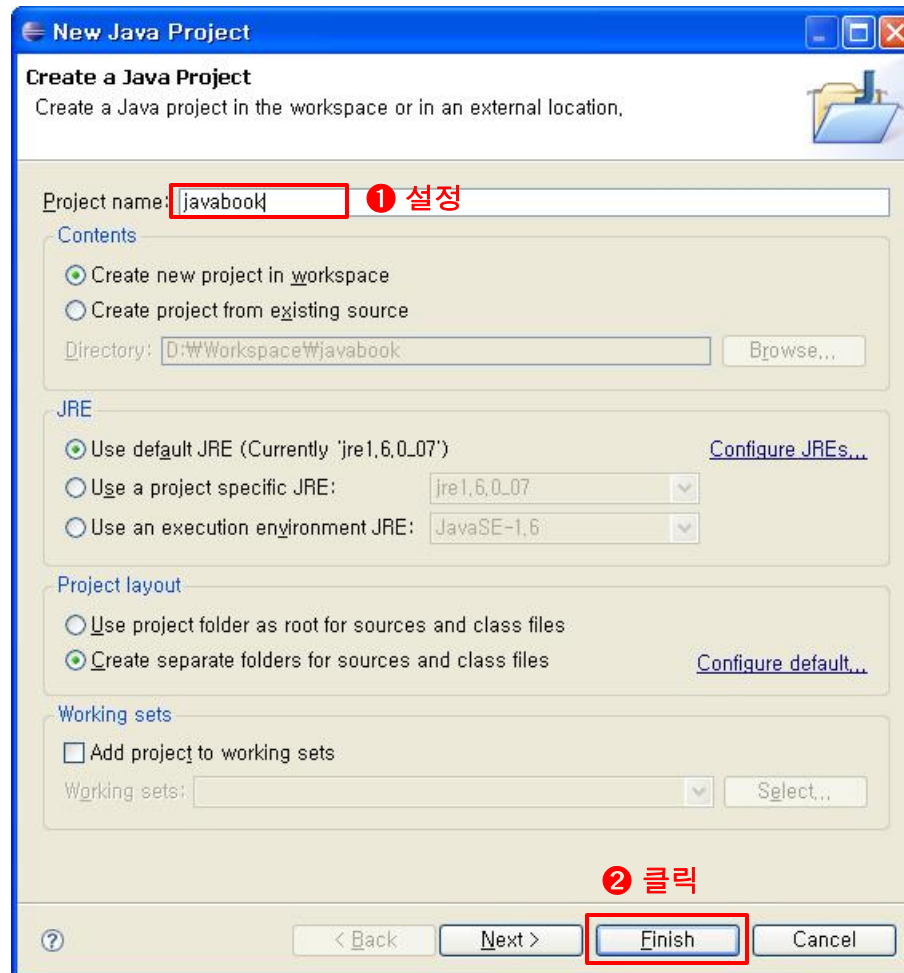 New Java Project
Create a Java Project
Create a Java project in the workspace or in an external location,
Project name: javabook ❶ 설정
Contents
Create new project in workspace
Create project from existing source
Directory: D:₩Workspace₩javabook Browse,,,
JRE
Use default JRE (Currently 'jre1,6,0_07') Configure JREs,,,
Use a project specific JRE: jre1,6,0_07
Use an execution environment JRE: JavaSE-1,6
Project layout
Use project folder as root for sources and class files
Create separate folders for sources and class files Configure default,,,
Working sets
Add project to working sets
Working sets: Select,,,
❷ 클릭
? < Back Next > Finish Cancel